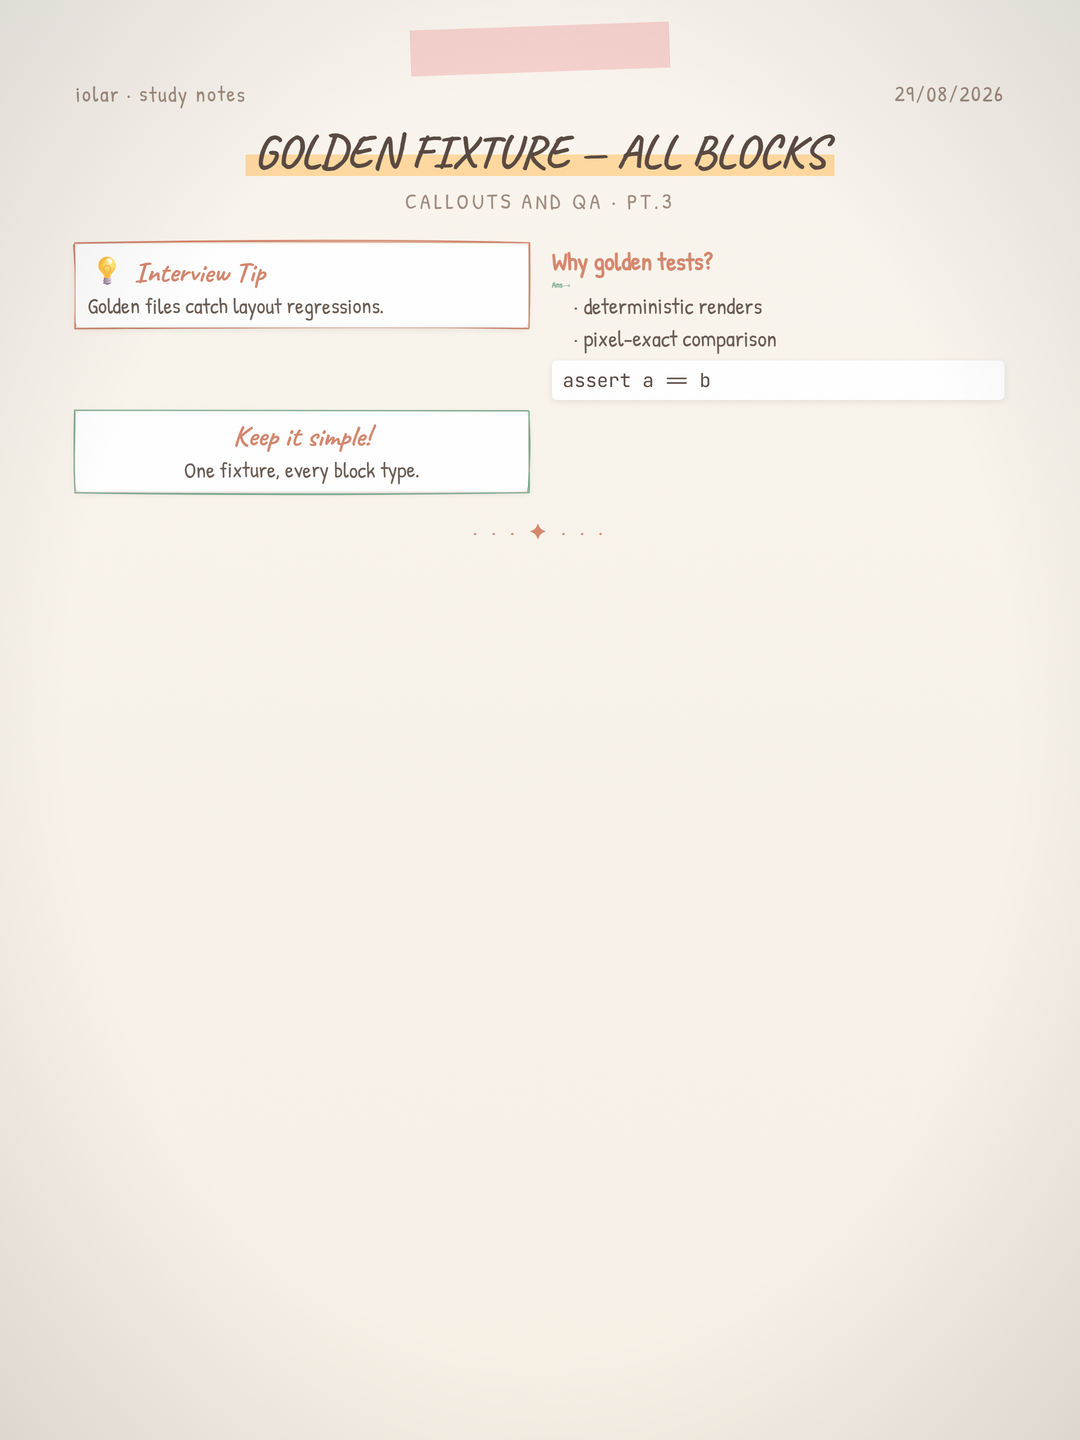 iolar · study notes
29/08/2026
GOLDEN FIXTURE — ALL BLOCKS
CALLOUTS AND QA · PT.3
Interview Tip
Golden files catch layout regressions.
Why golden tests?
Ans→
· deterministic renders
· pixel-exact comparison
assert a == b
Keep it simple!
One fixture, every block type.